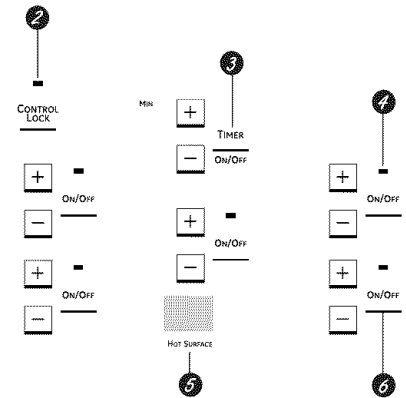 2
3
MIN
+
4
CONTROL
LOCK
TIMER
− ON/OFF
+ + +
ON/OFF ON/OFF ON/OFF
− − −
+ + 
ON/OFF ON/OFF
− −
HOT SURFACE
5 6